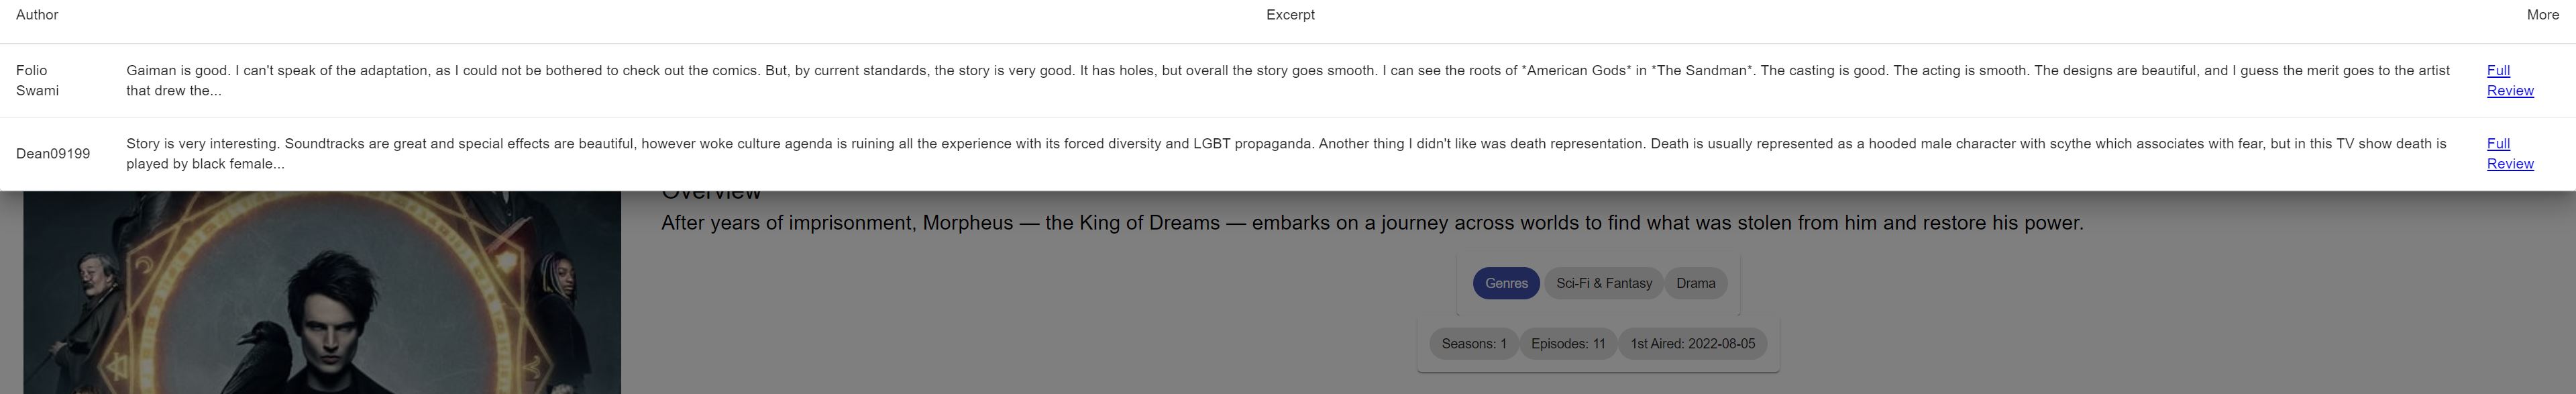 Author Excerpt More
Folio Gaiman is good. I can't speak of the adaptation, as I could not be bothered to check out the comics. But, by current standards, the story is very good. It has holes, but overall the story goes smooth. I can see the roots of *American Gods* in *The Sandman*. The casting is good. The acting is smooth. The designs are beautiful, and I guess the merit goes to the artist Full
Swami that drew the... Review
Story is very interesting. Soundtracks are great and special effects are beautiful, however woke culture agenda is ruining all the experience with its forced diversity and LGBT propaganda. Another thing I didn't like was death representation. Death is usually represented as a hooded male character with scythe which associates with fear, but in this TV show death is Full
Dean09199
played by black female... Review
Overview
After years of imprisonment, Morpheus — the King of Dreams — embarks on a journey across worlds to find what was stolen from him and restore his power.
Genres Sci-Fi & Fantasy Drama
Seasons: 1 Episodes: 11 1st Aired: 2022-08-05